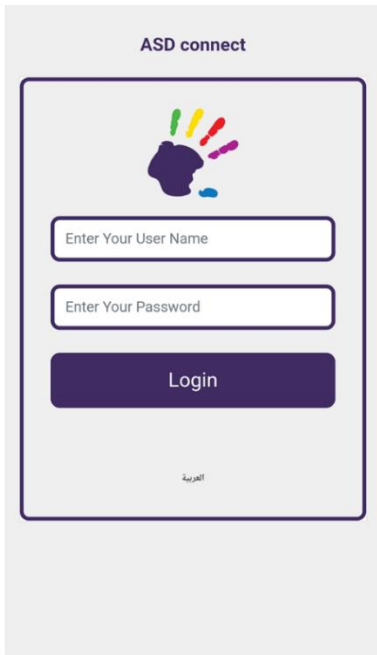 ASD connect
Enter Your User Name
Enter Your Password
Login
العربية